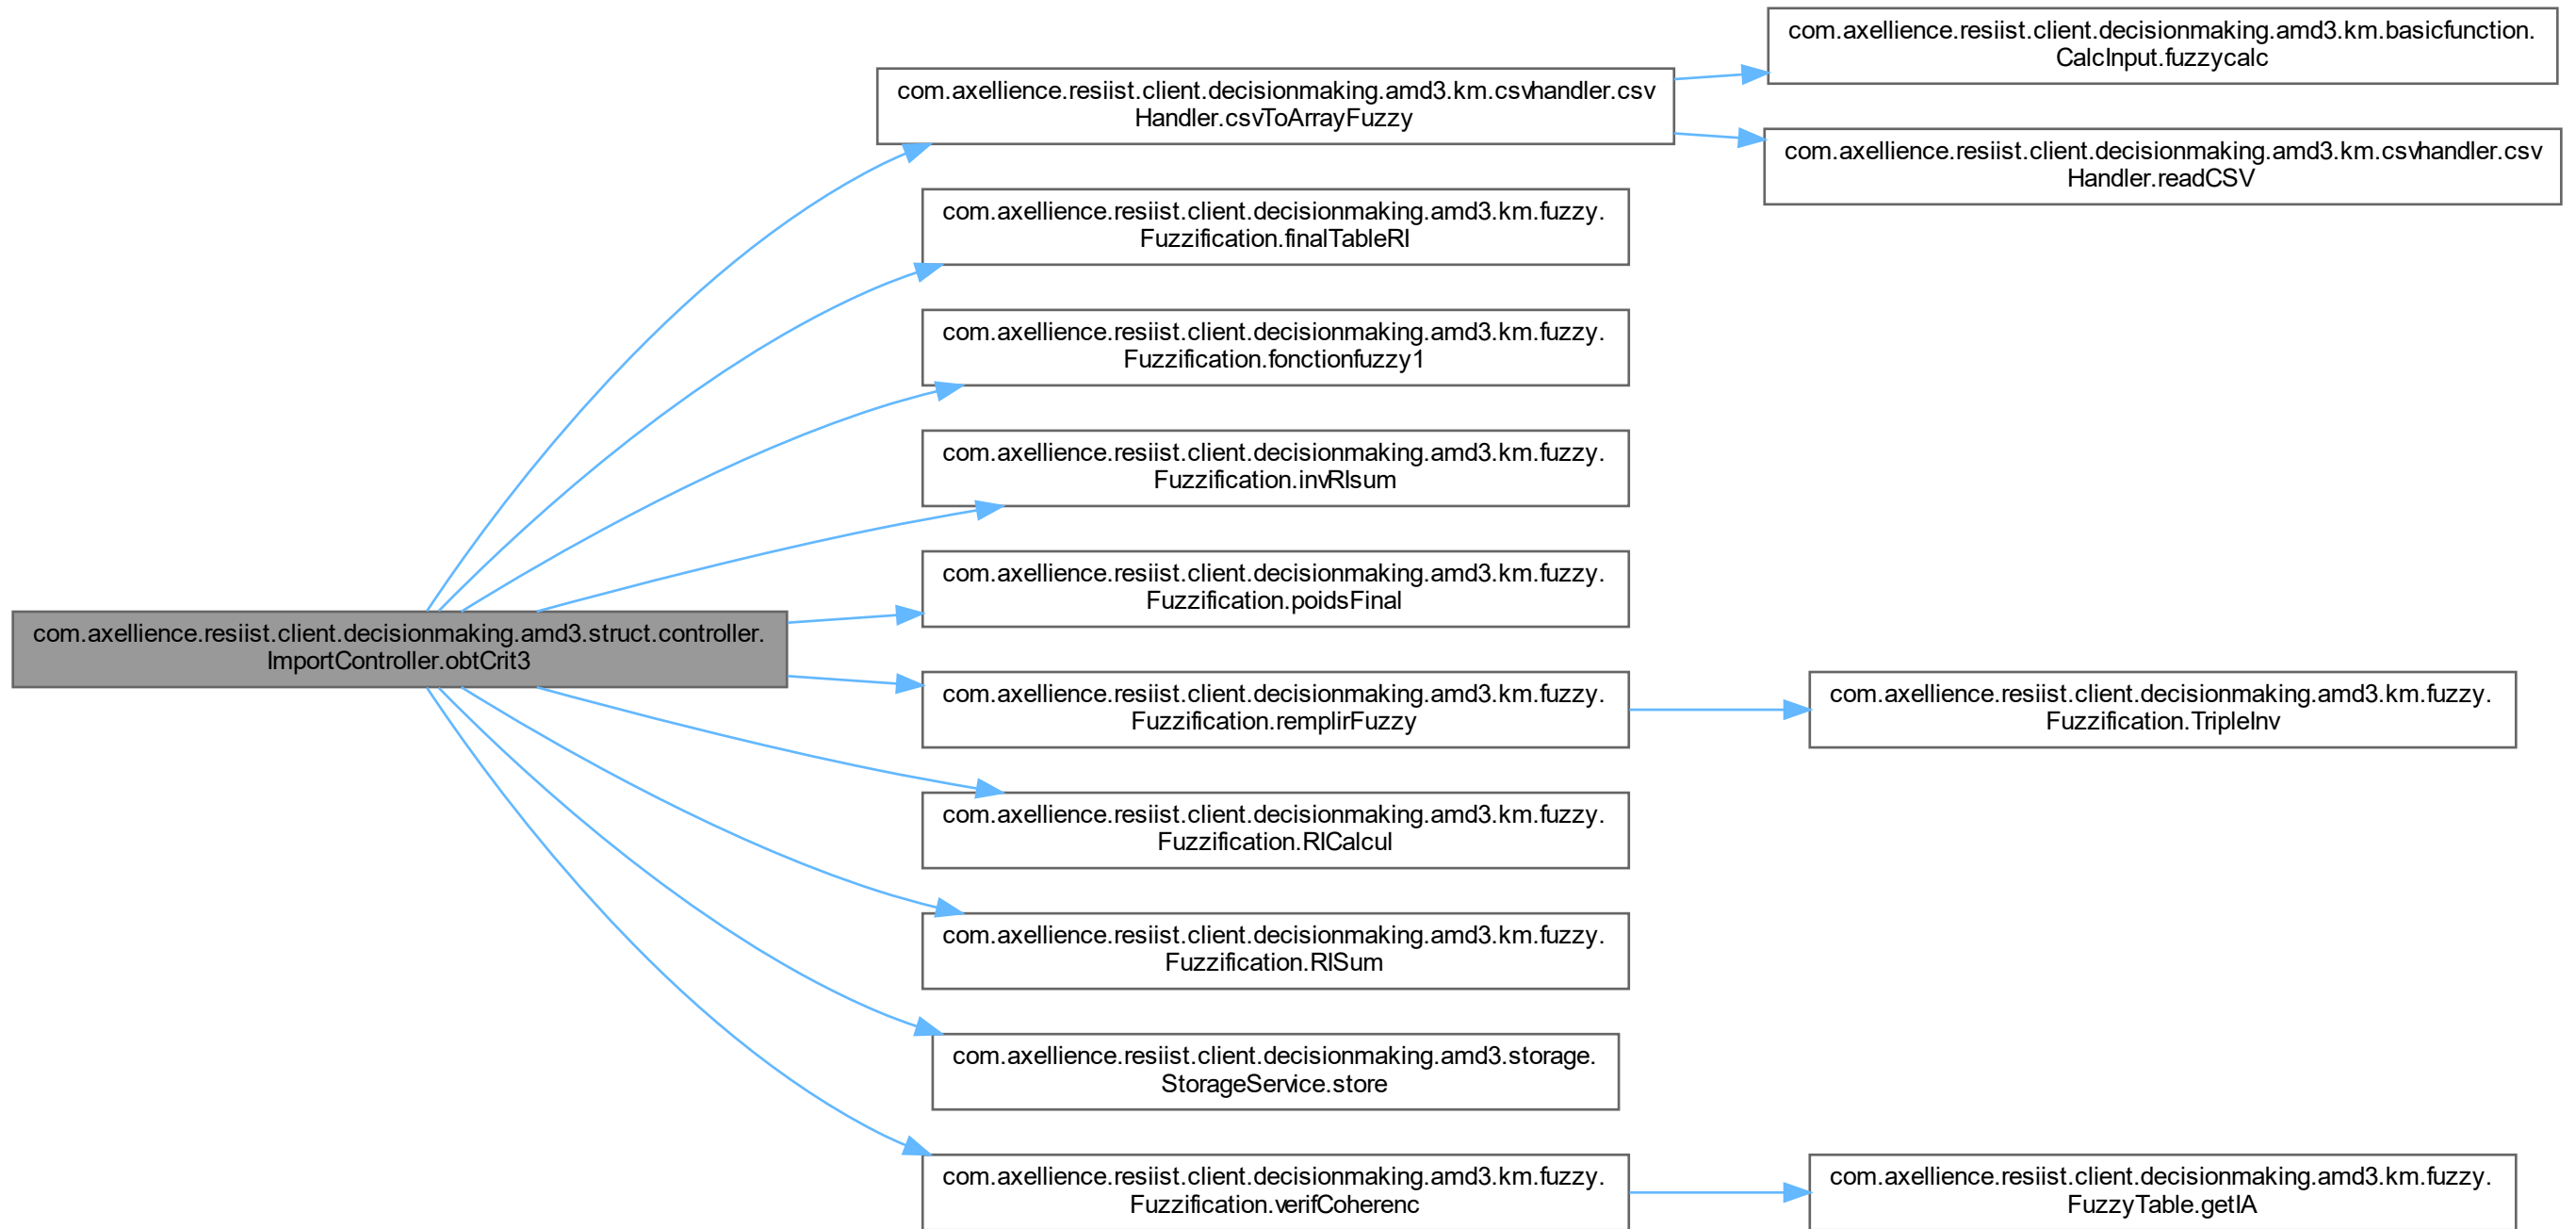 com.axellience.resiist.client.decisionmaking.amd3.struct.controller.
ImportController.obtCrit3
com.axellience.resiist.client.decisionmaking.amd3.km.csvhandler.csv
Handler.csvToArrayFuzzy
com.axellience.resiist.client.decisionmaking.amd3.km.basicfunction.
CalcInput.fuzzycalc
com.axellience.resiist.client.decisionmaking.amd3.km.csvhandler.csv
Handler.readCSV
com.axellience.resiist.client.decisionmaking.amd3.km.fuzzy.
Fuzzification.finalTableRI
com.axellience.resiist.client.decisionmaking.amd3.km.fuzzy.
Fuzzification.fonctionfuzzy1
com.axellience.resiist.client.decisionmaking.amd3.km.fuzzy.
Fuzzification.invRIsum
com.axellience.resiist.client.decisionmaking.amd3.km.fuzzy.
Fuzzification.poidsFinal
com.axellience.resiist.client.decisionmaking.amd3.km.fuzzy.
Fuzzification.remplirFuzzy
com.axellience.resiist.client.decisionmaking.amd3.km.fuzzy.
Fuzzification.TripleInv
com.axellience.resiist.client.decisionmaking.amd3.km.fuzzy.
Fuzzification.RICalcul
com.axellience.resiist.client.decisionmaking.amd3.km.fuzzy.
Fuzzification.RISum
com.axellience.resiist.client.decisionmaking.amd3.storage.
StorageService.store
com.axellience.resiist.client.decisionmaking.amd3.km.fuzzy.
Fuzzification.verifCoherenc
com.axellience.resiist.client.decisionmaking.amd3.km.fuzzy.
FuzzyTable.getIA